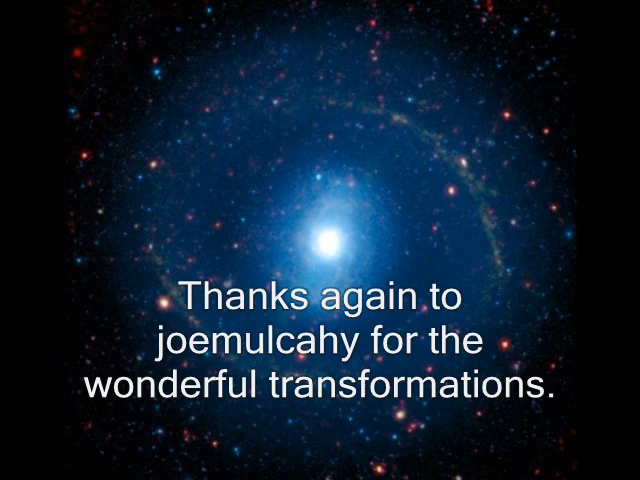 Thanks again to
joemulcahy for the
wonderful transformations.